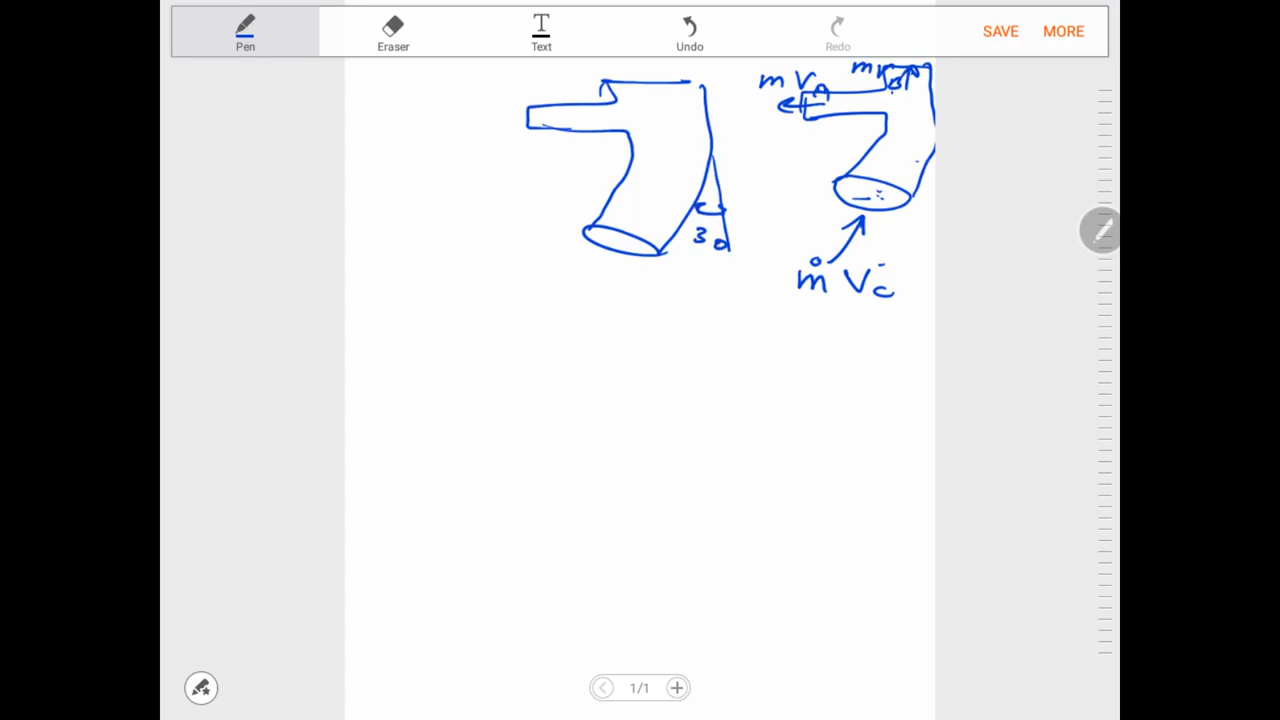 Pen
Eraser
Text
Undo
Redo
SAVE
MORE
m V_A
m
30
ṁ V_C
1/1